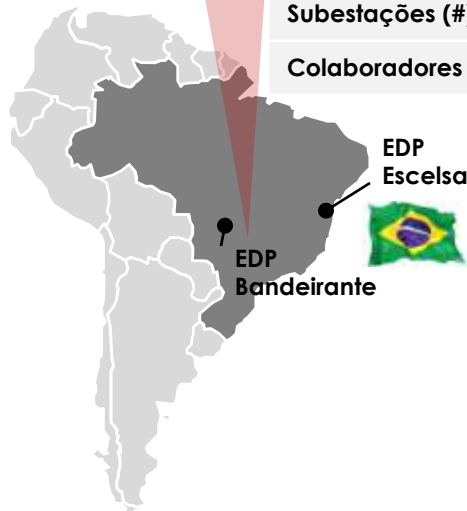 Subestações (#)
Colaboradores
EDP
Escelsa
EDP
Bandeirante